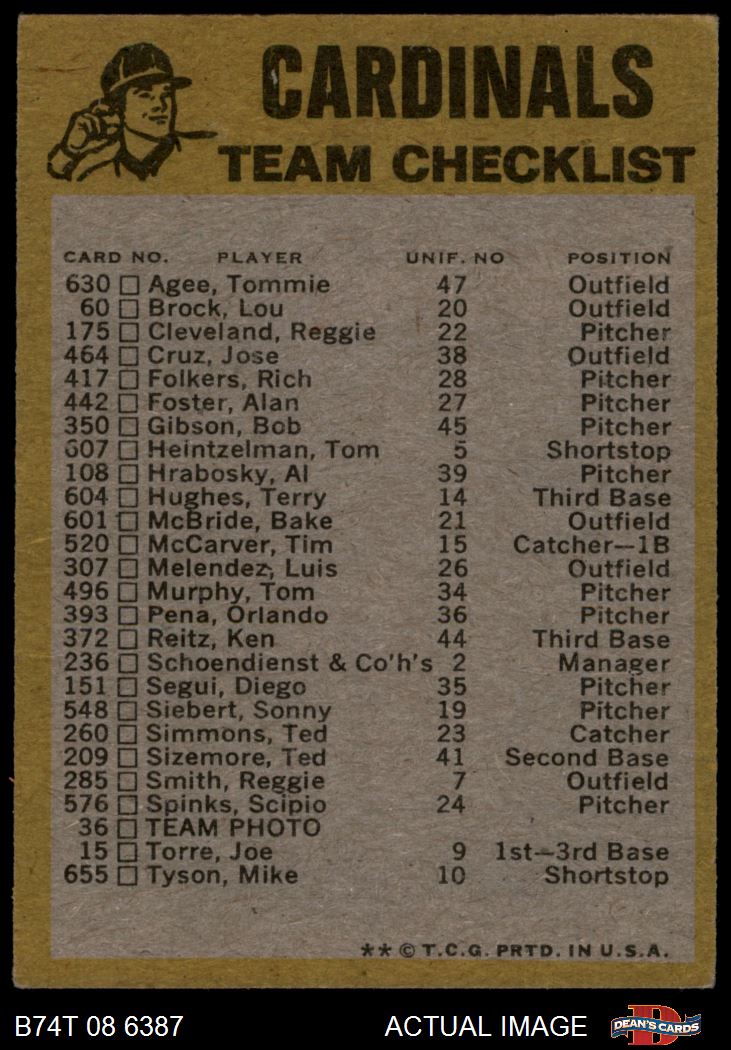 CARDINALS
TEAM CHECKLIST
CARD NO. PLAYER UNIF. NO POSITION
630 Agee, Tommie 47 Outfield
60 Brock, Lou 20 Outfield
175 Cleveland, Reggie 22 Pitcher
464 Cruz, Jose 38 Outfield
417 Folkers, Rich 28 Pitcher
442 Foster, Alan 27 Pitcher
350 Gibson, Bob 45 Pitcher
607 Heintzelman, Tom 5 Shortstop
108 Hrabosky, Al 39 Pitcher
604 Hughes, Terry 14 Third Base
601 McBride, Bake 21 Outfield
520 McCarver, Tim 15 Catcher—1B
307 Melendez, Luis 26 Outfield
496 Murphy, Tom 34 Pitcher
393 Pena, Orlando 36 Pitcher
372 Reitz, Ken 44 Third Base
236 Schoendienst & Co'h's 2 Manager
151 Segui, Diego 35 Pitcher
548 Siebert, Sonny 19 Pitcher
260 Simmons, Ted 23 Catcher
209 Sizemore, Ted 41 Second Base
285 Smith, Reggie 7 Outfield
576 Spinks, Scipio 24 Pitcher
36 TEAM PHOTO
15 Torre, Joe 9 1st—3rd Base
655 Tyson, Mike 10 Shortstop
** © T.C.G. PRTD. IN U.S.A.
B74T 08 6387 ACTUAL IMAGE DEAN'S CARDS